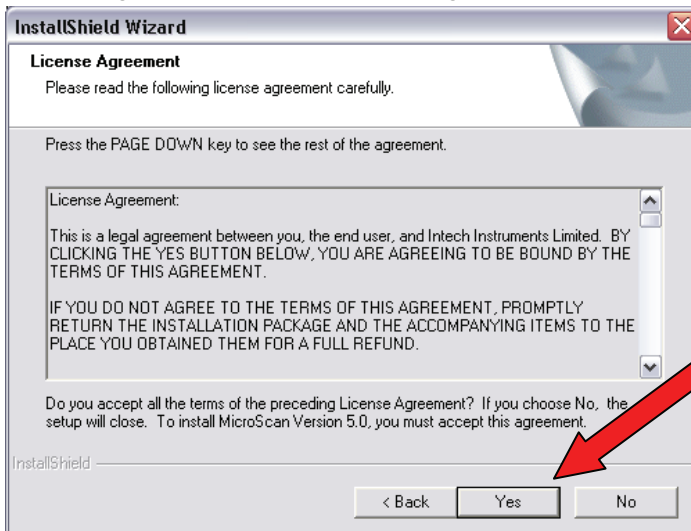 InstallShield Wizard
License Agreement
Please read the following license agreement carefully.
Press the PAGE DOWN key to see the rest of the agreement.
License Agreement:
This is a legal agreement between you, the end user, and Intech Instruments Limited.  BY
CLICKING THE YES BUTTON BELOW, YOU ARE AGREEING TO BE BOUND BY THE
TERMS OF THIS AGREEMENT.
IF YOU DO NOT AGREE TO THE TERMS OF THIS AGREEMENT, PROMPTLY
RETURN THE INSTALLATION PACKAGE AND THE ACCOMPANYING ITEMS TO THE
PLACE YOU OBTAINED THEM FOR A FULL REFUND.
Do you accept all the terms of the preceding License Agreement?  If you choose No,  the
setup will close.  To install MicroScan Version 5.0, you must accept this agreement.
InstallShield
< Back Yes No